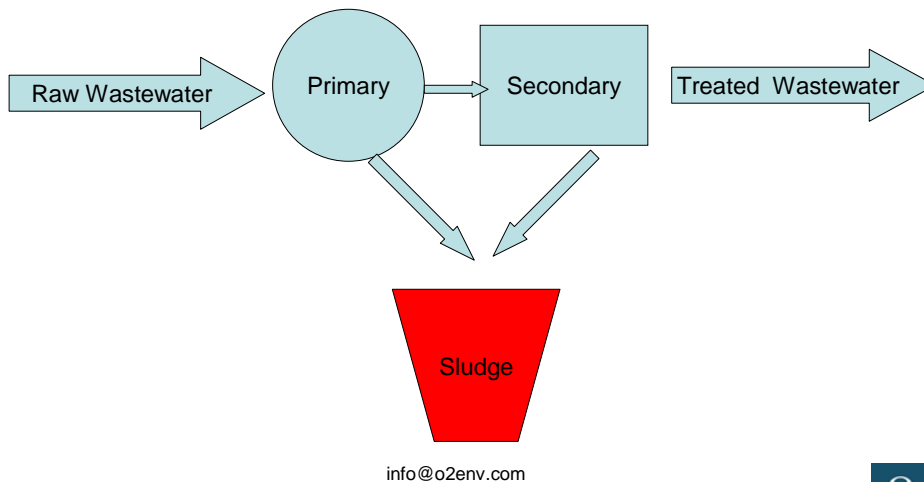 Raw Wastewater
Primary
Secondary
Treated Wastewater
Sludge
info@o2env.com